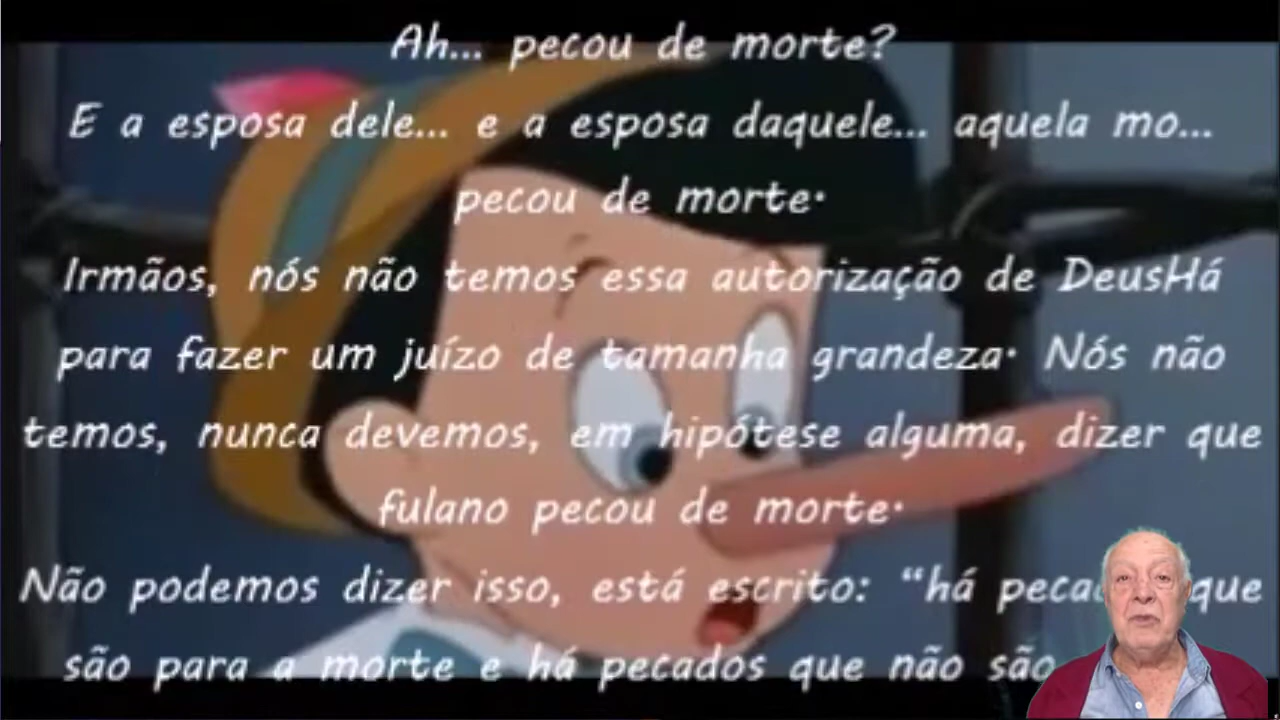 Ah... pecou de morte?
E a esposa dele... e a esposa daquele... aquela mo...
pecou de morte·
Irmãos, nós não temos essa autorização de DeusHá
para fazer um juízo de tamanha grandeza· Nós não
temos, nunca devemos, em hipótese alguma, dizer que
fulano pecou de morte·
Não podemos dizer isso, está escrito: “há que
são para a morte e há pecados que não são